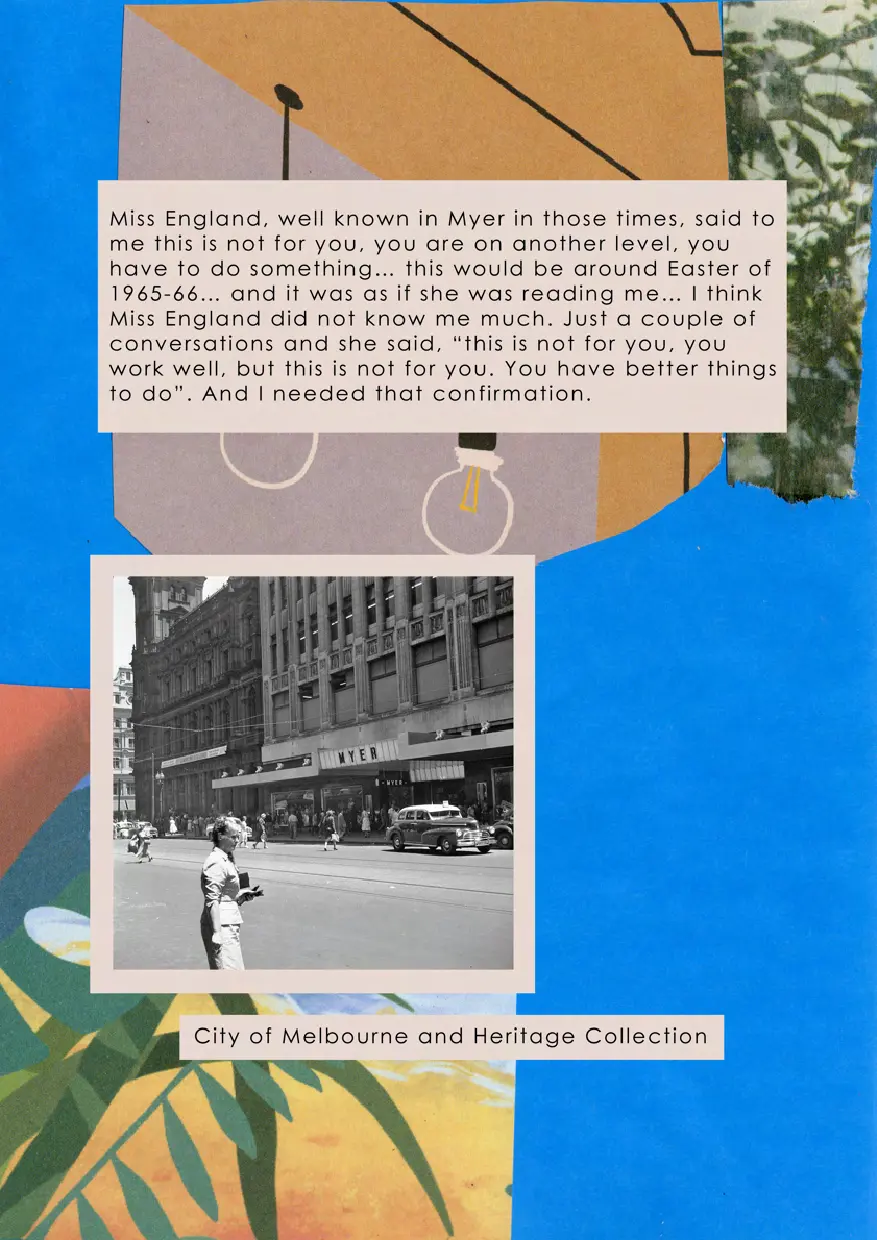 Miss England, well known in Myer in those times, said to
me this is not for you, you are on another level, you
have to do something... this would be around Easter of
1965-66... and it was as if she was reading me... I think
Miss England did not know me much. Just a couple of
conversations and she said, “this is not for you, you
work well, but this is not for you. You have better things
to do”. And I needed that confirmation.
MYER
MYER
City of Melbourne and Heritage Collection